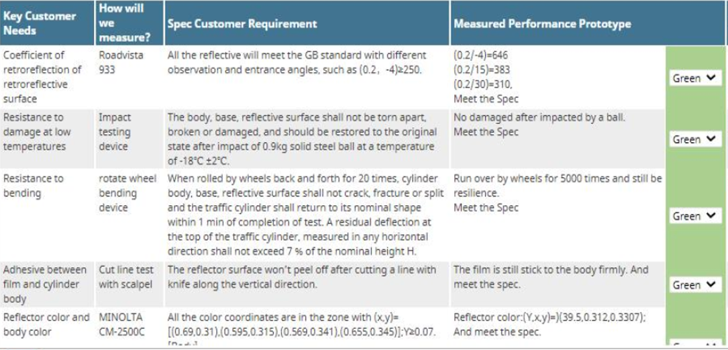 Key Customer Needs
How will we measure?
Spec Customer Requirement
Measured Performance Prototype
Coefficient of retroreflection of retroreflective surface
Roadvista 933
All the reflective will meet the GB standard with different
observation and entrance angles, such as (0.2, -4)≥250.
(0.2/-4)=646
(0.2/15)=383
(0.2/30)=310,
Meet the Spec
Green
Resistance to damage at low temperatures
Impact testing device
The body, base, reflective surface shall not be torn apart,
broken or damaged, and should be restored to the original
state after impact of 0.9kg solid steel ball at a temperature
of -18℃ ±2℃.
No damaged after impacted by a ball.
Meet the Spec
Green
Resistance to bending
rotate wheel bending device
When rolled by wheels back and forth for 20 times, cylinder
body, base, reflective surface shall not crack, fracture or split
and the traffic cylinder shall return to its nominal shape
within 1 min of completion of test. A residual deflection at
the top of the traffic cylinder, measured in any horizontal
direction shall not exceed 7 % of the nominal height H.
Run over by wheels for 5000 times and still be
resilience.
Meet the Spec
Green
Adhesive between film and cylinder body
Cut line test with scalpel
The reflector surface won't peel off after cutting a line with
knife along the vertical direction.
The film is still stick to the body firmly. And
meet the spec.
Green
Reflector color and body color
MINOLTA CM-2500C
All the color coordinates are in the zone with (x,y)=
[(0.69,0.31),(0.595,0.315),(0.569,0.341),(0.655,0.345)];Y≥0.07.
Reflector color:(Y,x,y)=)(39.5,0.312,0.3307);
And meet the spec.